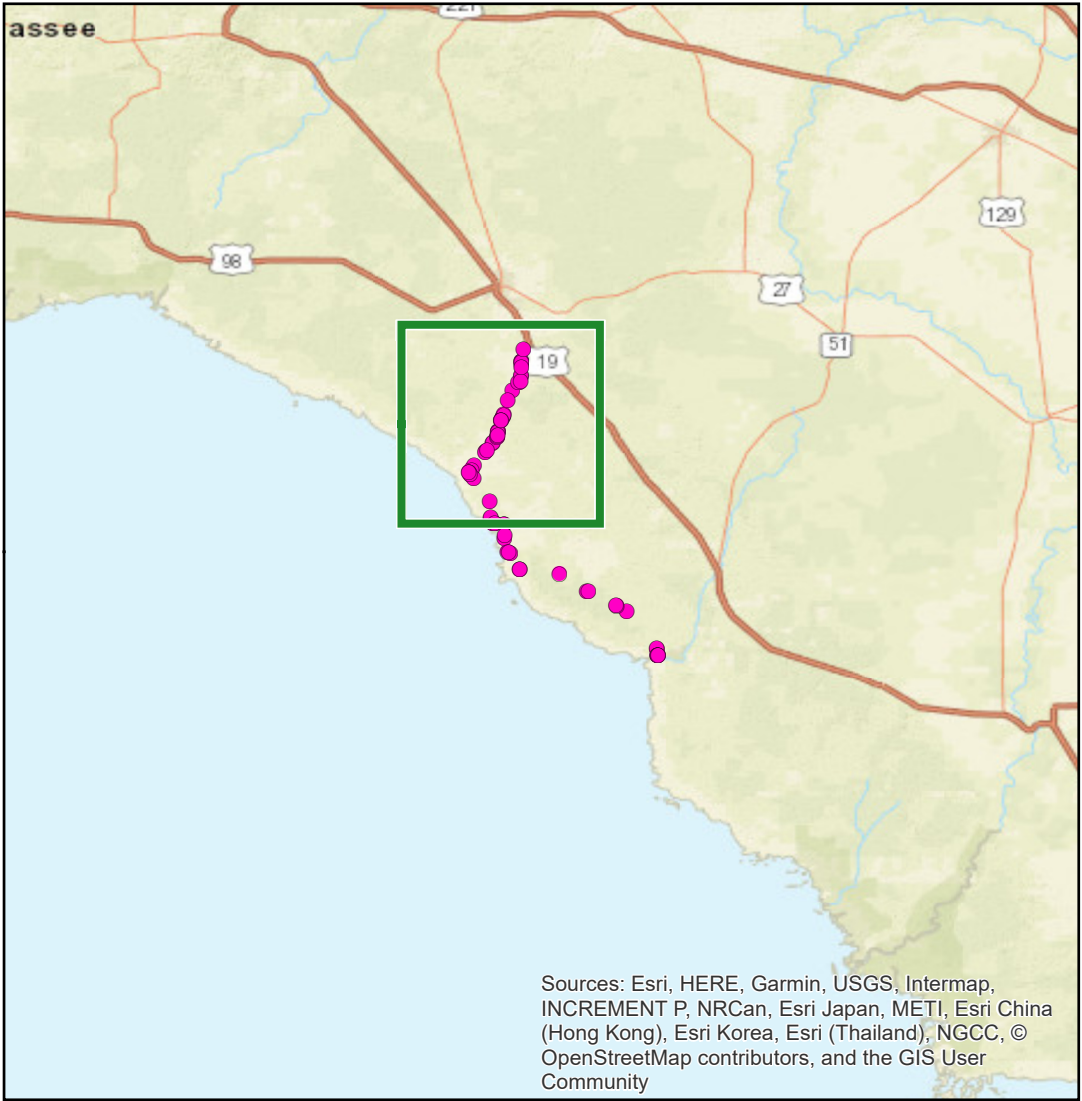 221
assee
129
98
27
51
19
Sources: Esri, HERE, Garmin, USGS, Intermap,
INCREMENT P, NRCan, Esri Japan, METI, Esri China
(Hong Kong), Esri Korea, Esri (Thailand), NGCC, ©
OpenStreetMap contributors, and the GIS User
Community